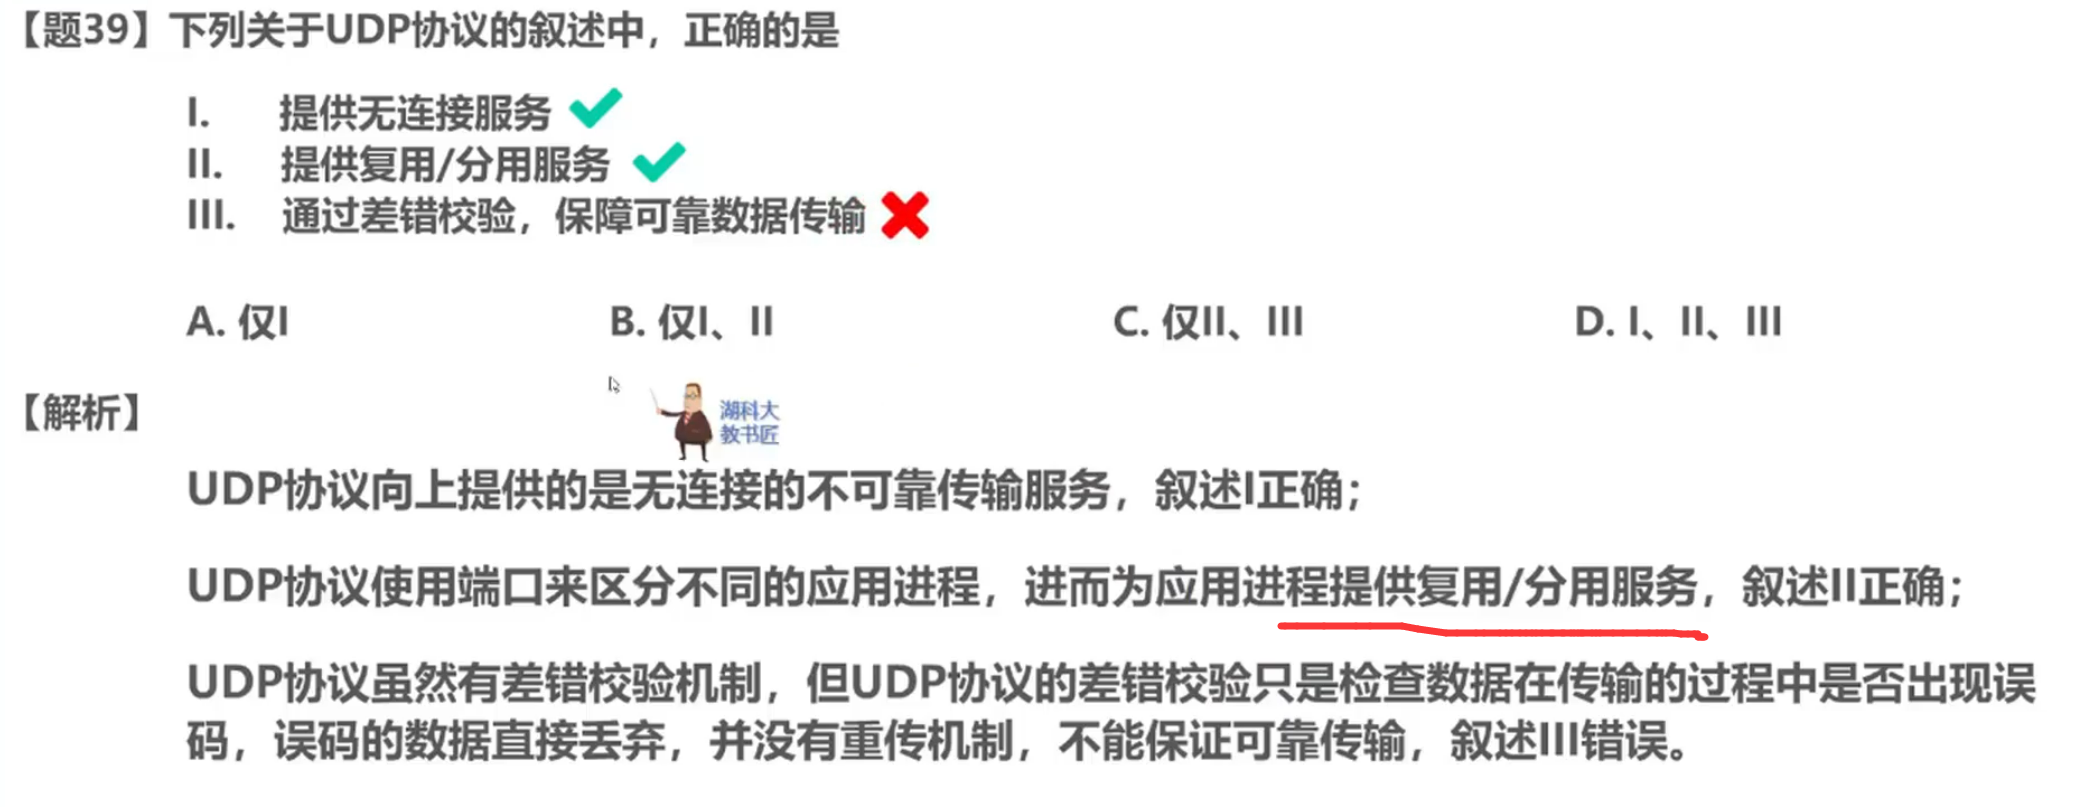 【题39】下列关于UDP协议的叙述中，正确的是
I. 提供无连接服务
II. 提供复用/分用服务
III. 通过差错校验，保障可靠数据传输
A. 仅I B. 仅I、II C. 仅II、III D. I、II、III
【解析】
湖科大
教书匠
UDP协议向上提供的是无连接的不可靠传输服务，叙述I正确；
UDP协议使用端口来区分不同的应用进程，进而为应用进程提供复用/分用服务，叙述II正确；
UDP协议虽然有差错校验机制，但UDP协议的差错校验只是检查数据在传输的过程中是否出现误
码，误码的数据直接丢弃，并没有重传机制，不能保证可靠传输，叙述III错误。